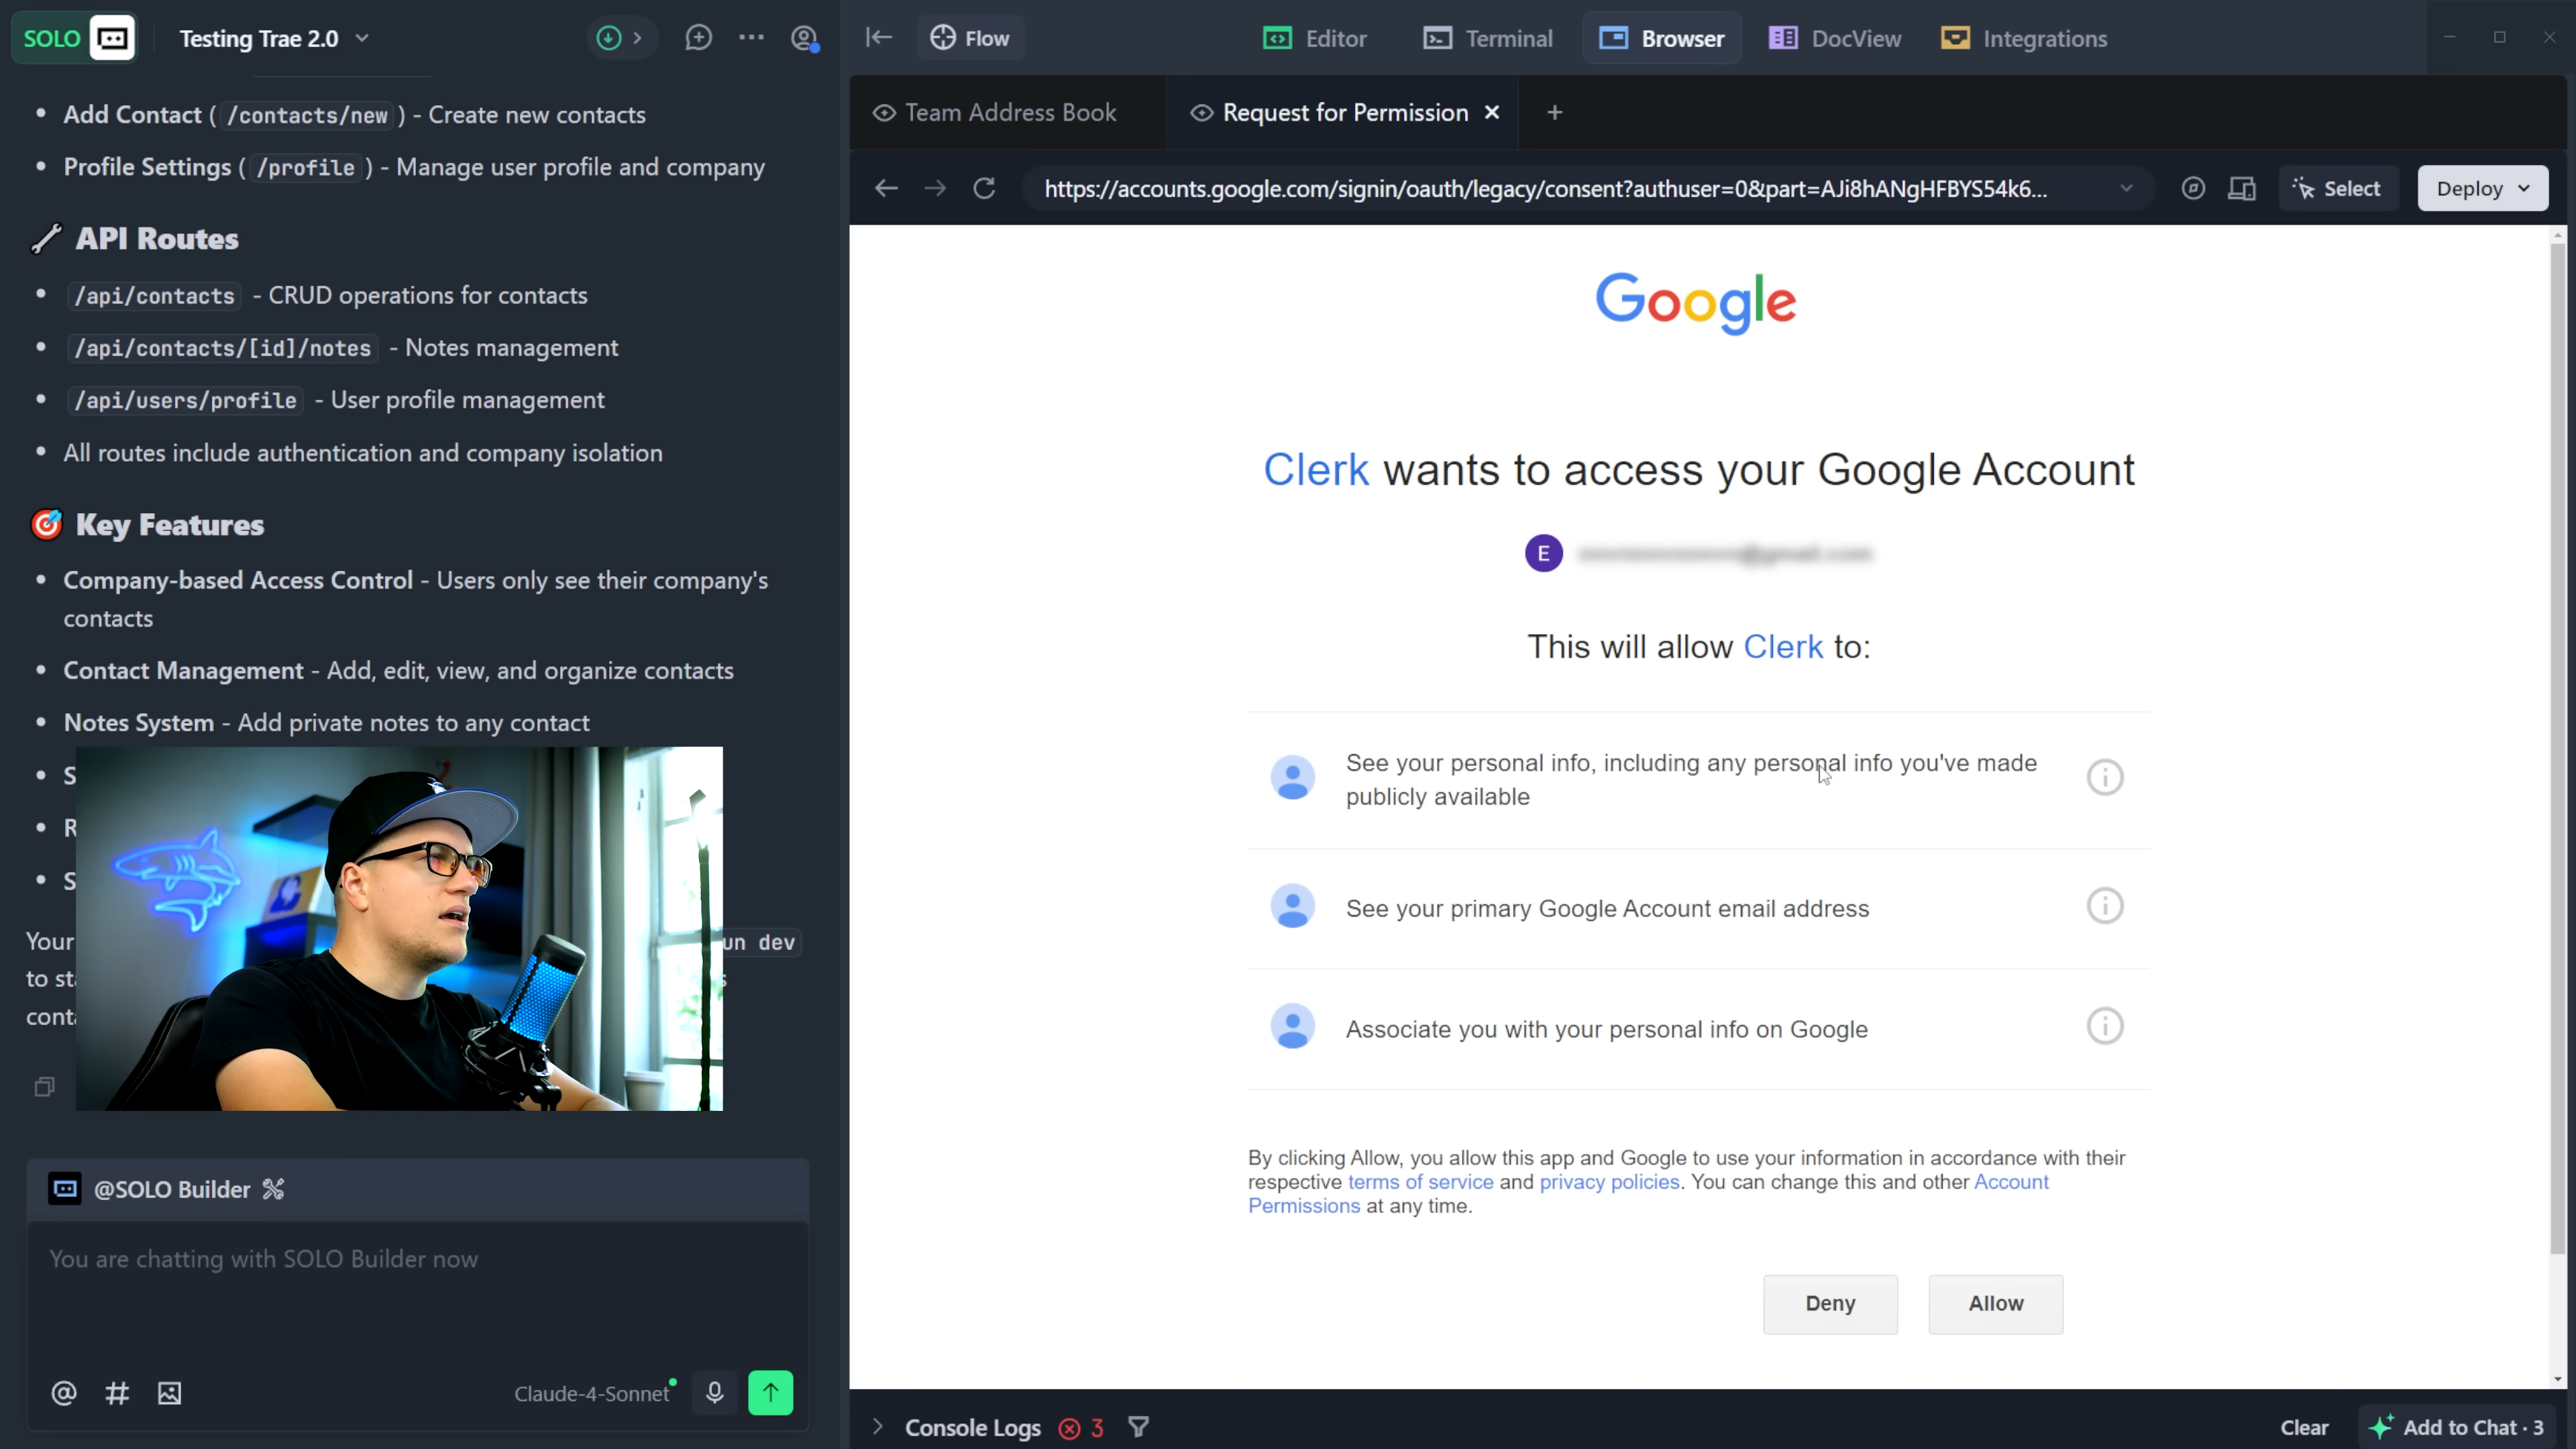 SOLO
Testing Trae 2.0
Add Contact ( /contacts/new ) - Create new contacts
Profile Settings ( /profile ) - Manage user profile and company
API Routes
/api/contacts - CRUD operations for contacts
/api/contacts/[id]/notes - Notes management
/api/users/profile - User profile management
All routes include authentication and company isolation
Key Features
Company-based Access Control - Users only see their company's
contacts
Contact Management - Add, edit, view, and organize contacts
Notes System - Add private notes to any contact
S
R
S
Your
un dev
to sta
conta
@SOLO Builder
You are chatting with SOLO Builder now
Claude-4-Sonnet
Flow
Editor
Terminal
Browser
DocView
Integrations
Team Address Book
Request for Permission
https://accounts.google.com/signin/oauth/legacy/consent?authuser=0&part=AJi8hANgHFBYS54k6...
Select
Deploy
Google
Clerk wants to access your Google Account
E
This will allow Clerk to:
See your personal info, including any personal info you've made
publicly available
See your primary Google Account email address
Associate you with your personal info on Google
By clicking Allow, you allow this app and Google to use your information in accordance with their
respective terms of service and privacy policies. You can change this and other Account
Permissions at any time.
Deny
Allow
Console Logs 3
Clear
Add to Chat · 3